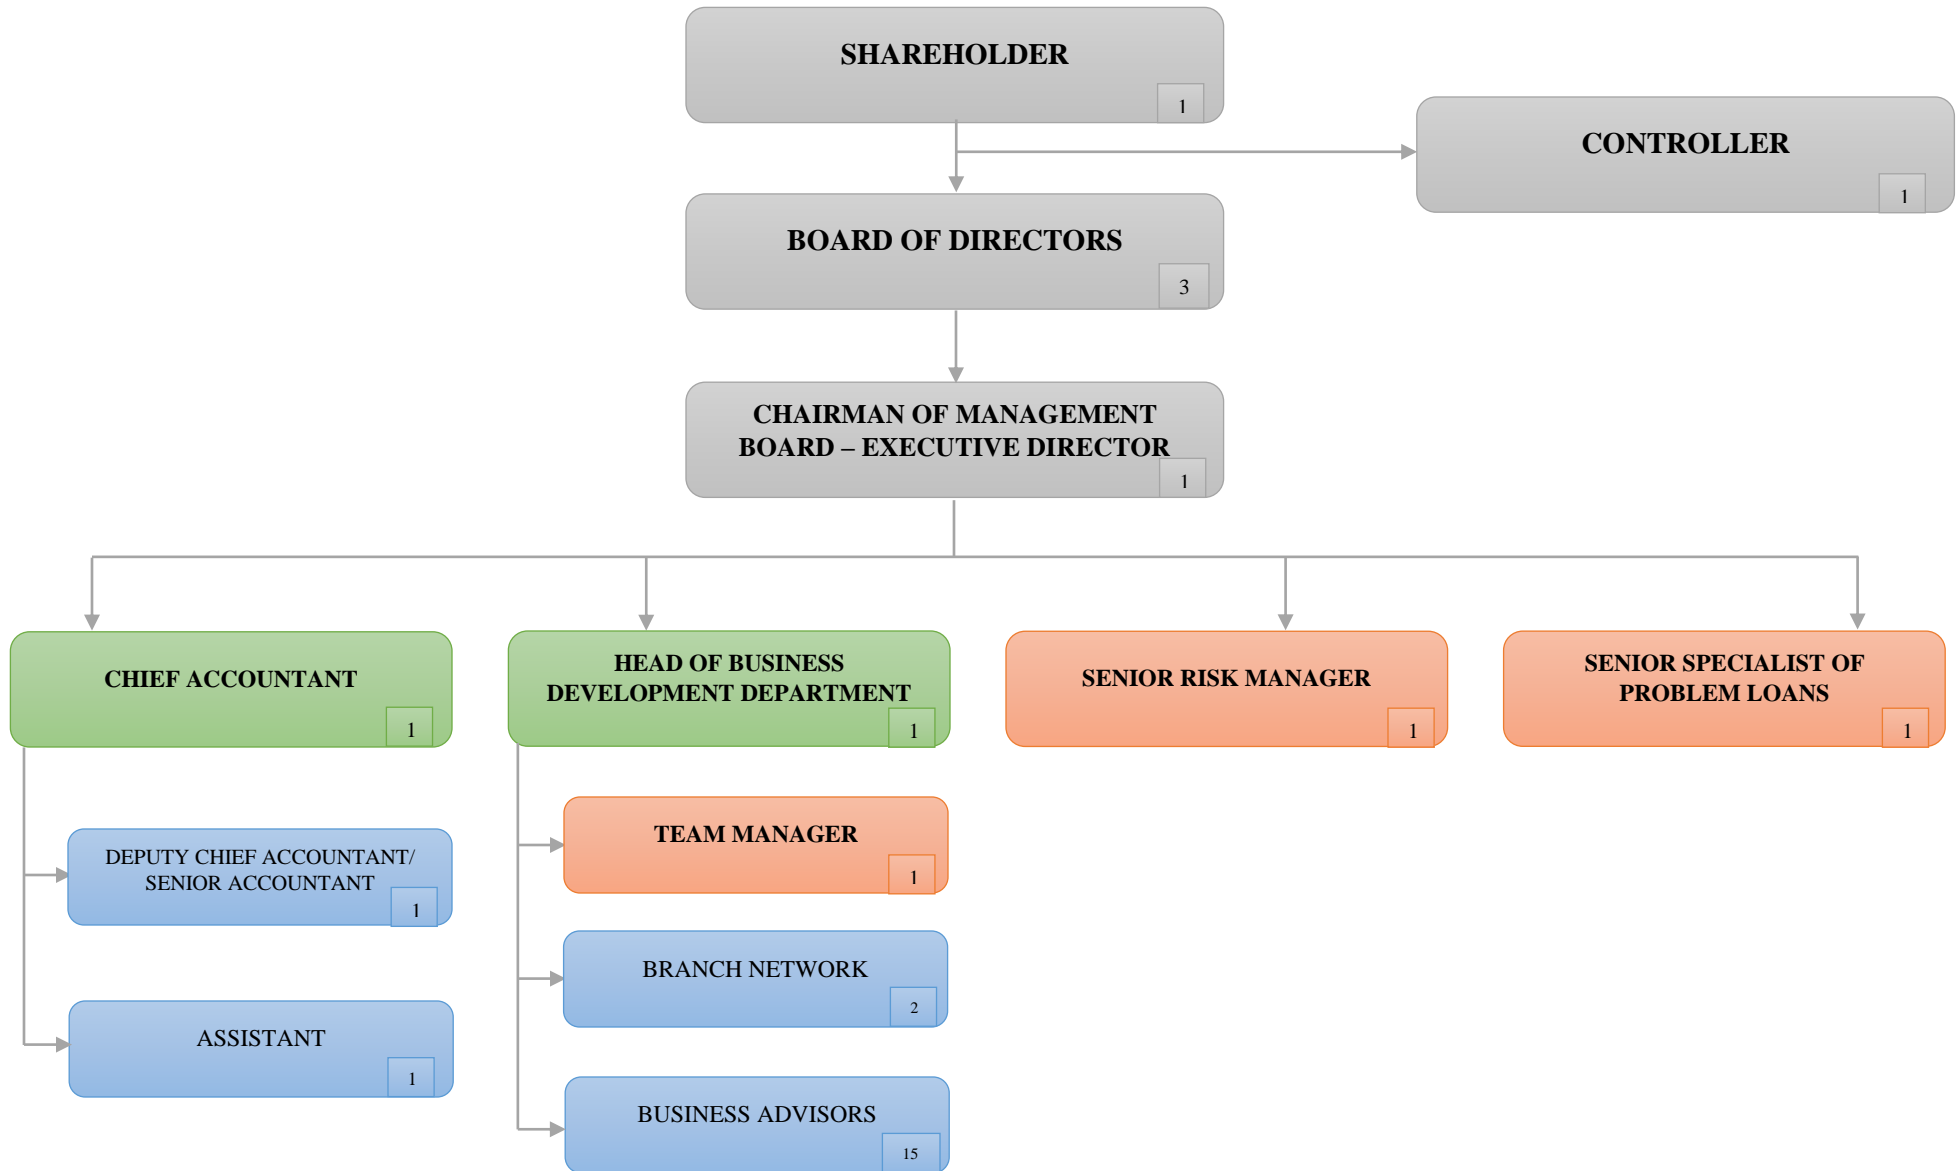 SHAREHOLDER
1
CONTROLLER
1
BOARD OF DIRECTORS
3
CHAIRMAN OF MANAGEMENT
BOARD – EXECUTIVE DIRECTOR
1
CHIEF ACCOUNTANT
1
HEAD OF BUSINESS
DEVELOPMENT DEPARTMENT
1
SENIOR RISK MANAGER
1
SENIOR SPECIALIST OF
PROBLEM LOANS
1
DEPUTY CHIEF ACCOUNTANT/
SENIOR ACCOUNTANT
1
ASSISTANT
1
TEAM MANAGER
1
BRANCH NETWORK
2
BUSINESS ADVISORS
15